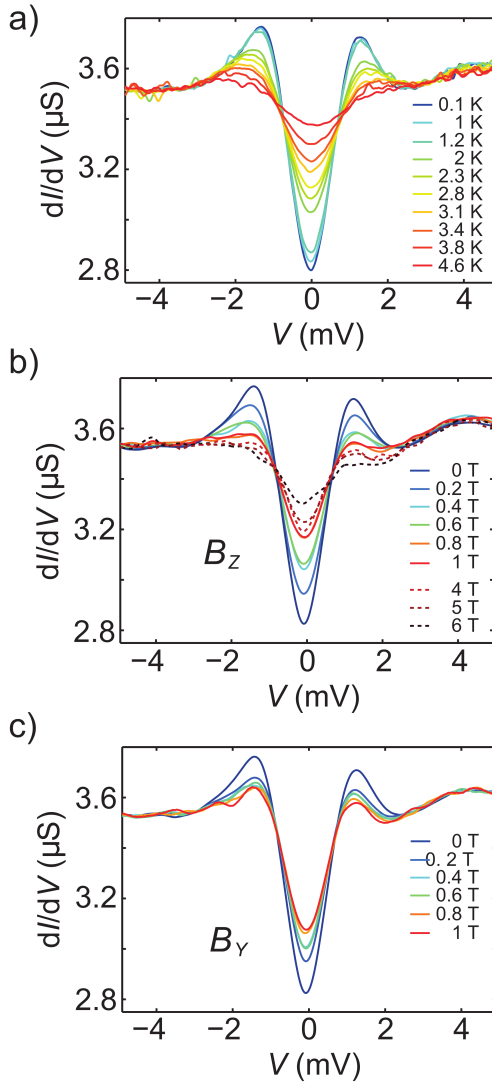 a)
dI/dV (µS)
3.6
3.2
2.8
0.1 K
1 K
1.2 K
2 K
2.3 K
2.8 K
3.1 K
3.4 K
3.8 K
4.6 K
−4 −2 0 2 4
V (mV)
b)
dI/dV (µS)
3.6
3.2
2.8
B_Z
0 T
0.2 T
0.4 T
0.6 T
0.8 T
1 T
4 T
5 T
6 T
−4 −2 0 2 4
V (mV)
c)
dI/dV (µS)
3.6
3.2
2.8
B_Y
0 T
0. 2 T
0.4 T
0.6 T
0.8 T
1 T
−4 −2 0 2 4
V (mV)